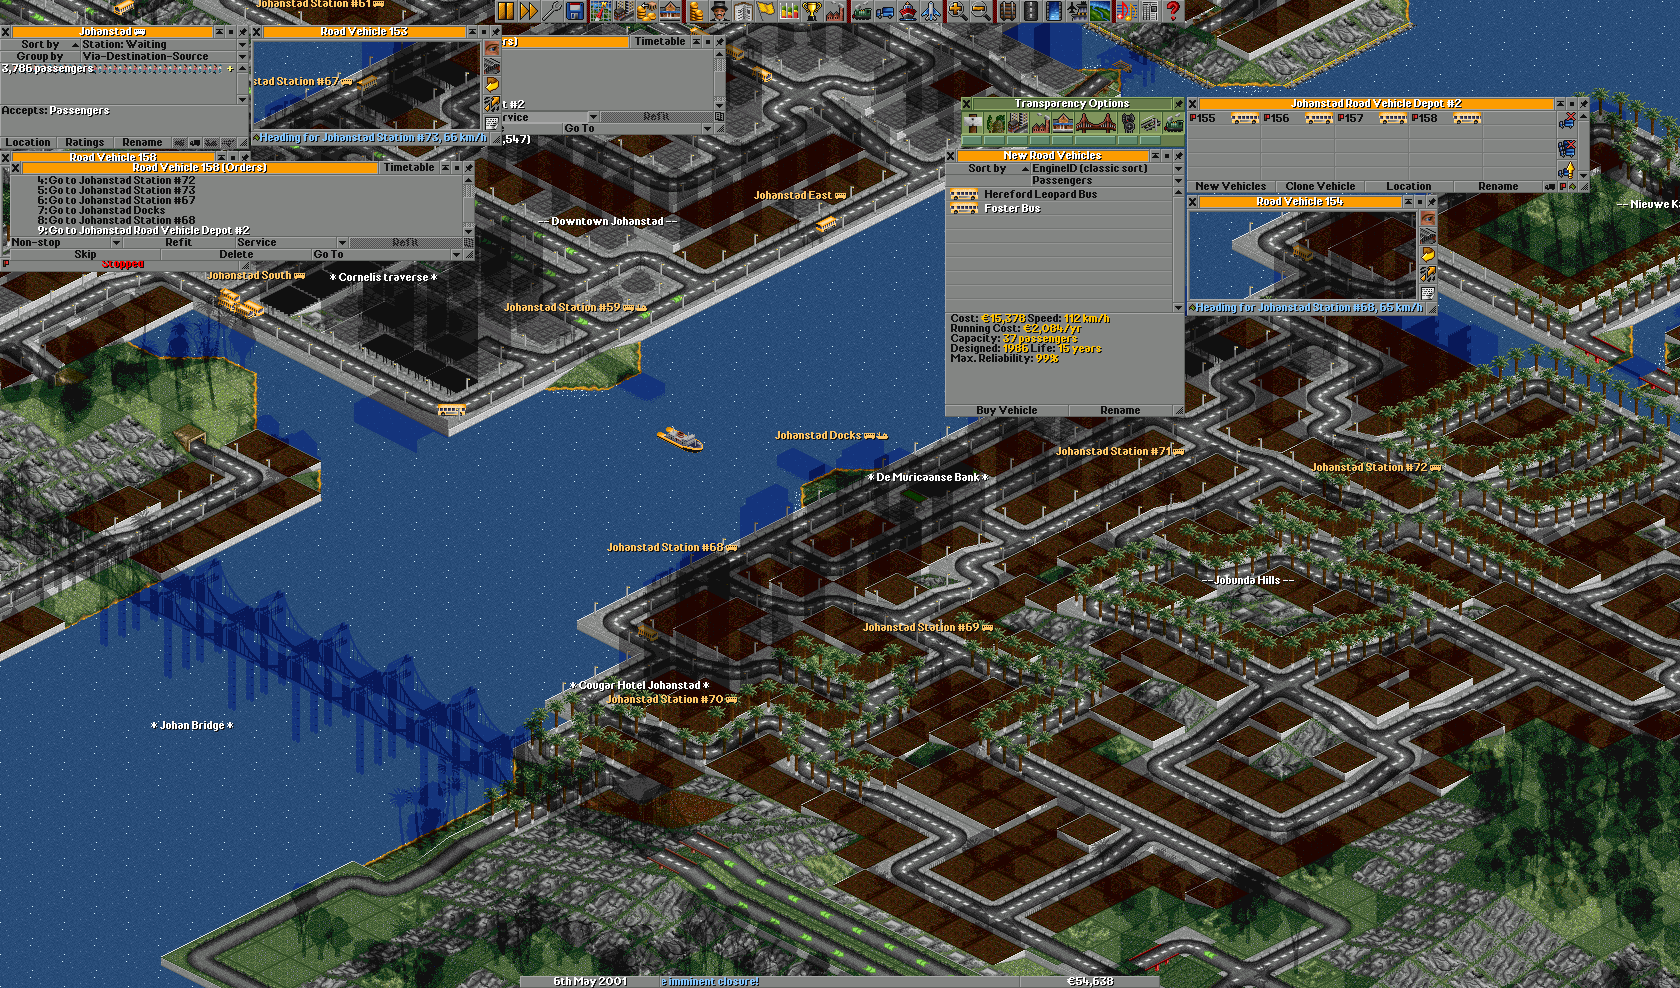 Johanstad Station #61
Johanstad
Sort by
Station: Waiting
Group by
Via-Destination-Source
3,786 passengers
+
Accepts: Passengers
Location
Ratings
Rename
Road Vehicle 153
stad Station #67
Heading for Johanstad Station #73, 66 km/h
rs)
Timetable
t #2
rvice
Refit
Go To
,547)
Road Vehicle 158
Road Vehicle 158 (Orders)
Timetable
4: Go to Johanstad Station #72
5: Go to Johanstad Station #73
6: Go to Johanstad Station #67
7: Go to Johanstad Docks
8: Go to Johanstad Station #68
9: Go to Johanstad Road Vehicle Depot #2
Non-stop
Refit
Service
Refit
Skip
Delete
Go To
Stopped
Transparency Options
New Road Vehicles
Sort by
EngineID (classic sort)
Passengers
Hereford Leopard Bus
Foster Bus
Cost: €15,378 Speed: 112 km/h
Running Cost: €2,084/yr
Capacity: 37 passengers
Designed: 1986 Life: 15 years
Max. Reliability: 99%
Buy Vehicle
Rename
Johanstad Road Vehicle Depot #2
155
156
157
158
New Vehicles
Clone Vehicle
Location
Rename
Road Vehicle 154
Heading for Johanstad Station #68, 65 km/h
-- Nieuwe K
Johanstad East
-- Downtown Johanstad --
Johanstad South
* Cornelis traverse *
Johanstad Station #59
Johanstad Docks
Johanstad Station #71
Johanstad Station #72
* De Muricaanse Bank *
Johanstad Station #68
-- Jobunda Hills --
Johanstad Station #69
* Cougar Hotel Johanstad *
Johanstad Station #70
* Johan Bridge *
6th May 2001
e imminent closure!
€54,638